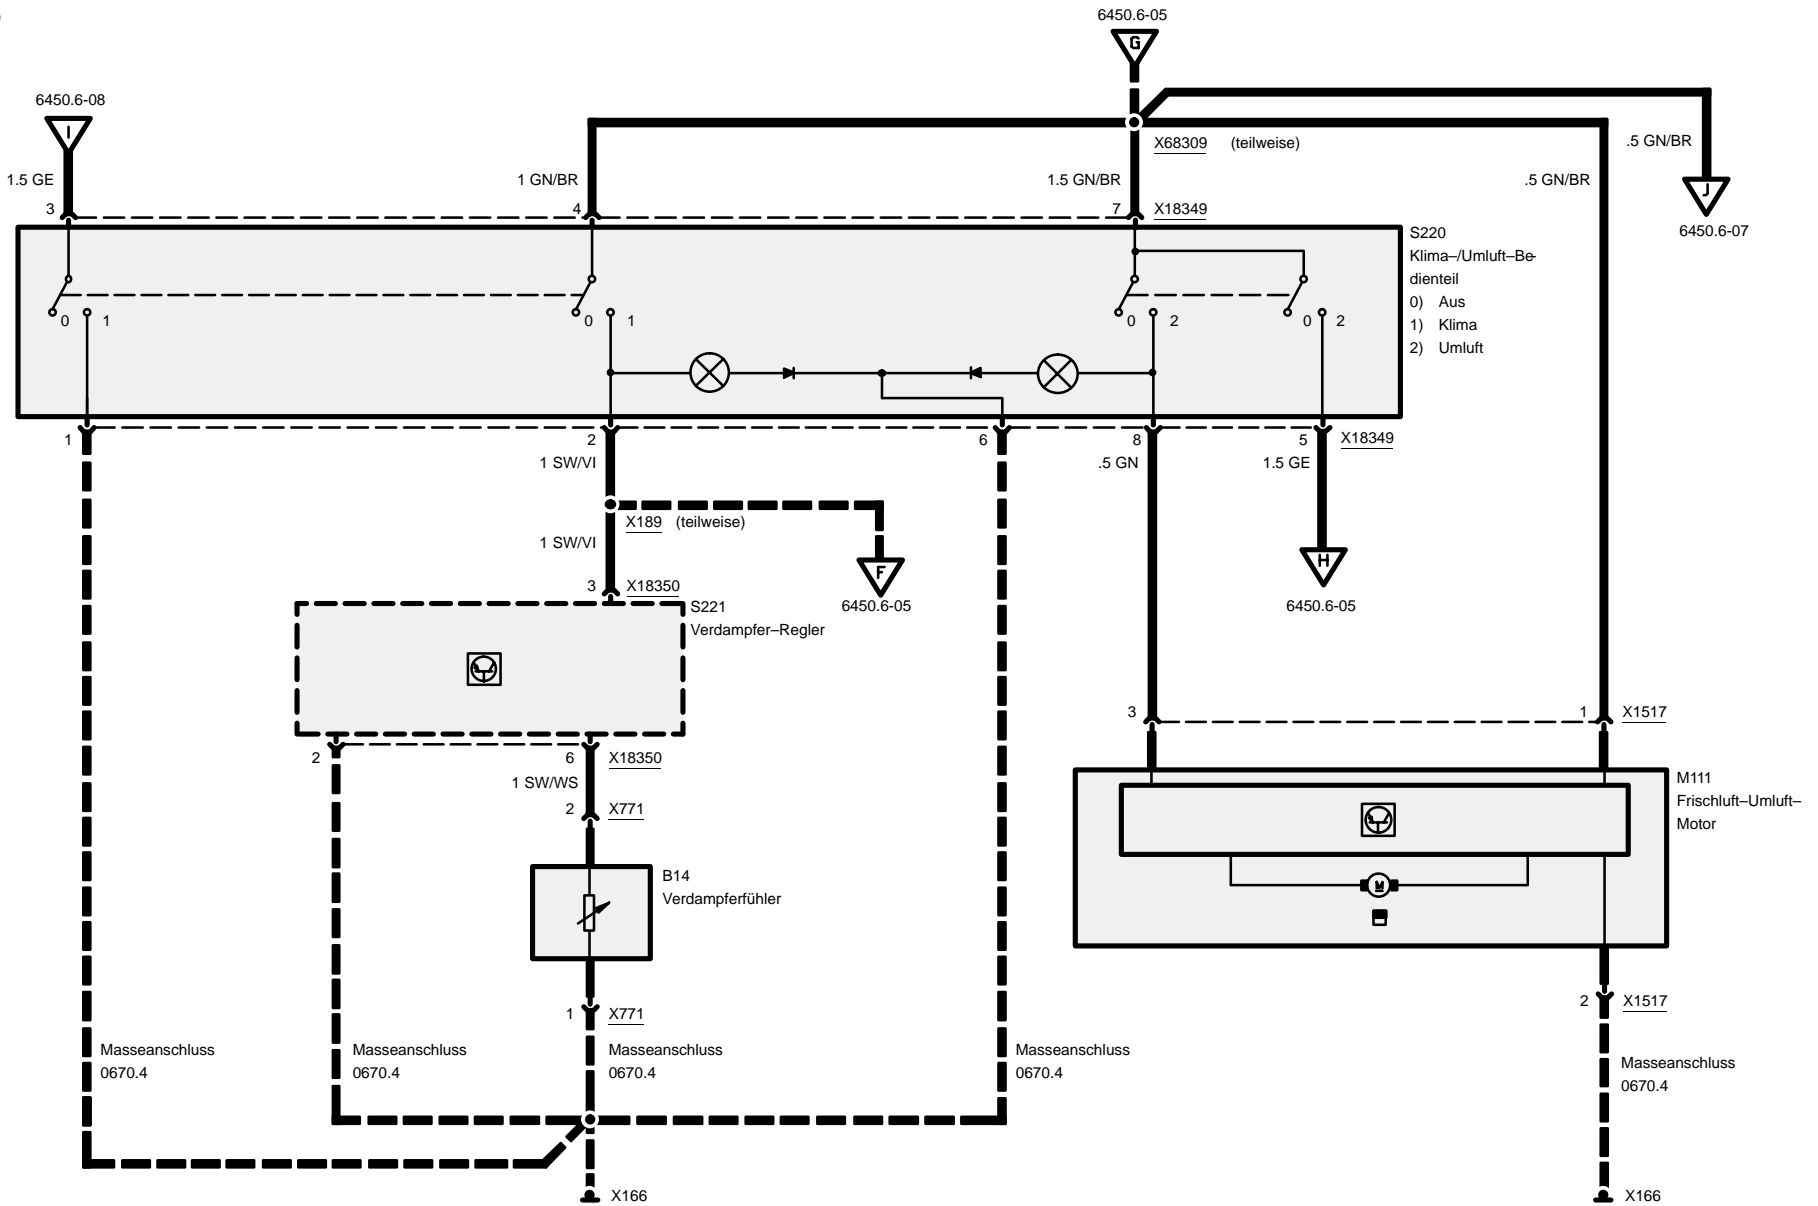 6450.6-05
G
6450.6-08
I
X68309 (teilweise)
.5 GN/BR
1.5 GE
1 GN/BR
1.5 GN/BR
.5 GN/BR
J
3
4
7
X18349
6450.6-07
S220
Klima–/Umluft–Be-
dienteil
0) Aus
1) Klima
2) Umluft
0
1
0
1
0
2
0
2
1
2
6
8
5
X18349
1 SW/VI
.5 GN
1.5 GE
X189 (teilweise)
1 SW/VI
F
H
3
X18350
6450.6-05
6450.6-05
S221
Verdampfer–Regler
3
1
X1517
2
6
X18350
1 SW/WS
2
X771
M111
Frischluft–Umluft–
Motor
M
B14
Verdampferfühler
1
X771
2
X1517
Masseanschluss
0670.4
Masseanschluss
0670.4
Masseanschluss
0670.4
Masseanschluss
0670.4
Masseanschluss
0670.4
X166
X166